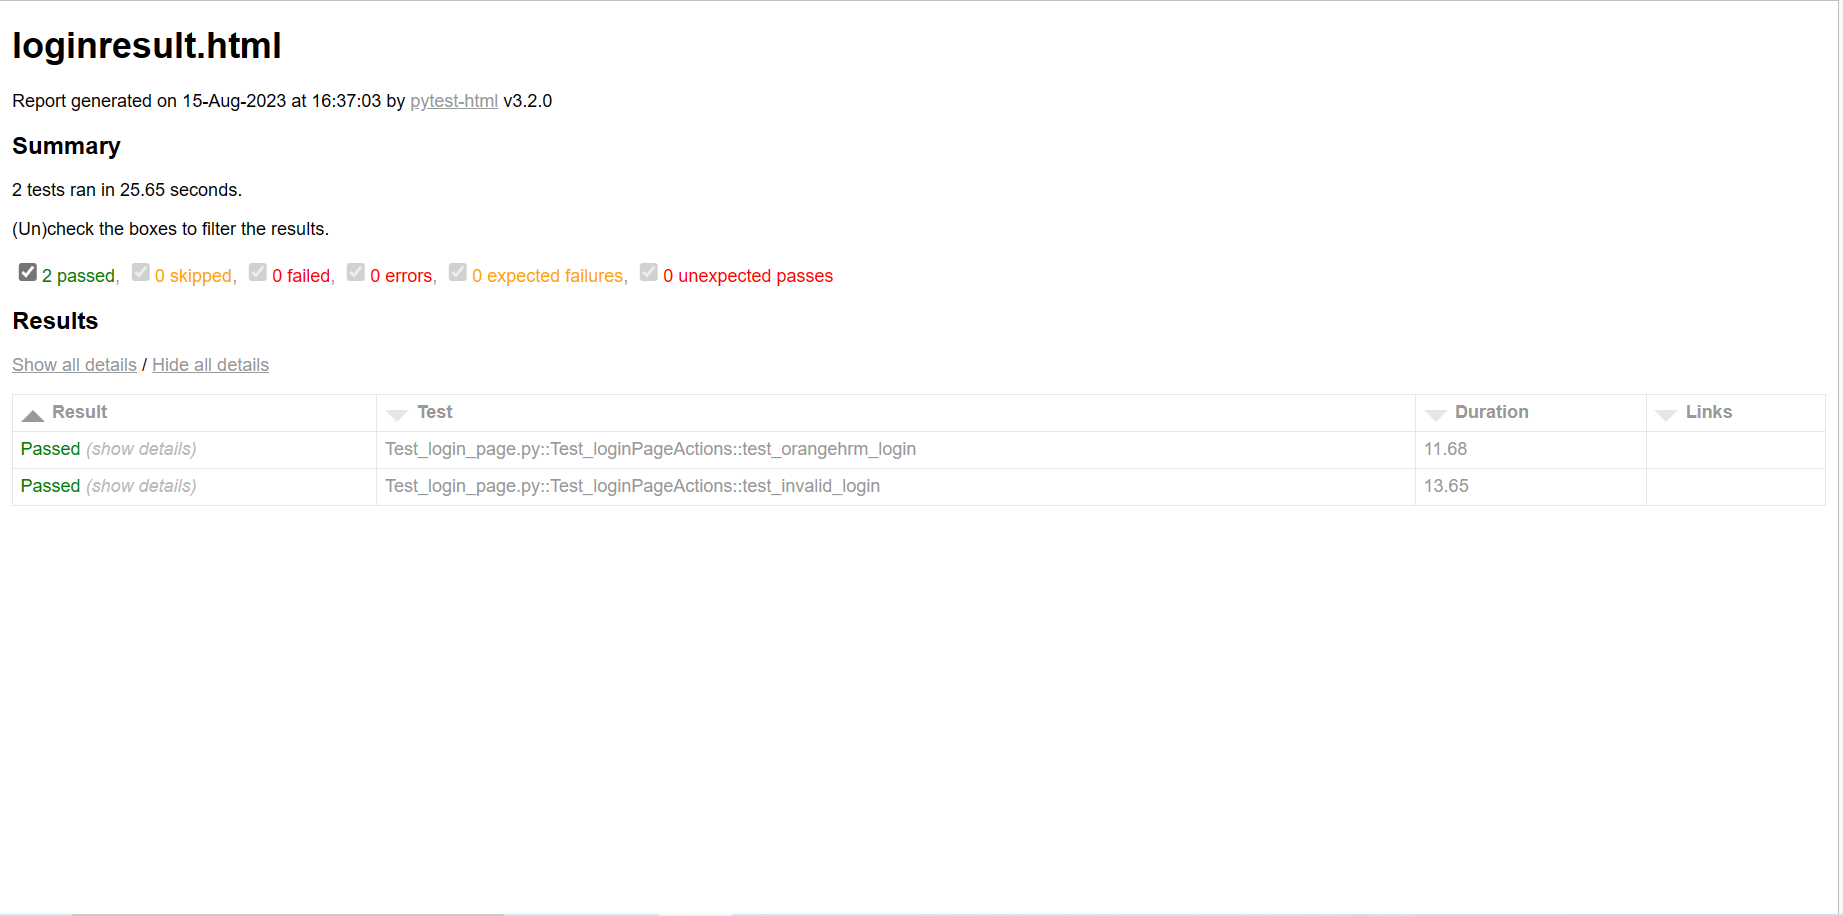 loginresult.html
Report generated on 15-Aug-2023 at 16:37:03 by pytest-html v3.2.0
Summary
2 tests ran in 25.65 seconds.
(Un)check the boxes to filter the results.
2 passed, 0 skipped, 0 failed, 0 errors, 0 expected failures, 0 unexpected passes
Results
Show all details / Hide all details
Result Test Duration Links
Passed (show details) Test_login_page.py::Test_loginPageActions::test_orangehrm_login 11.68
Passed (show details) Test_login_page.py::Test_loginPageActions::test_invalid_login 13.65